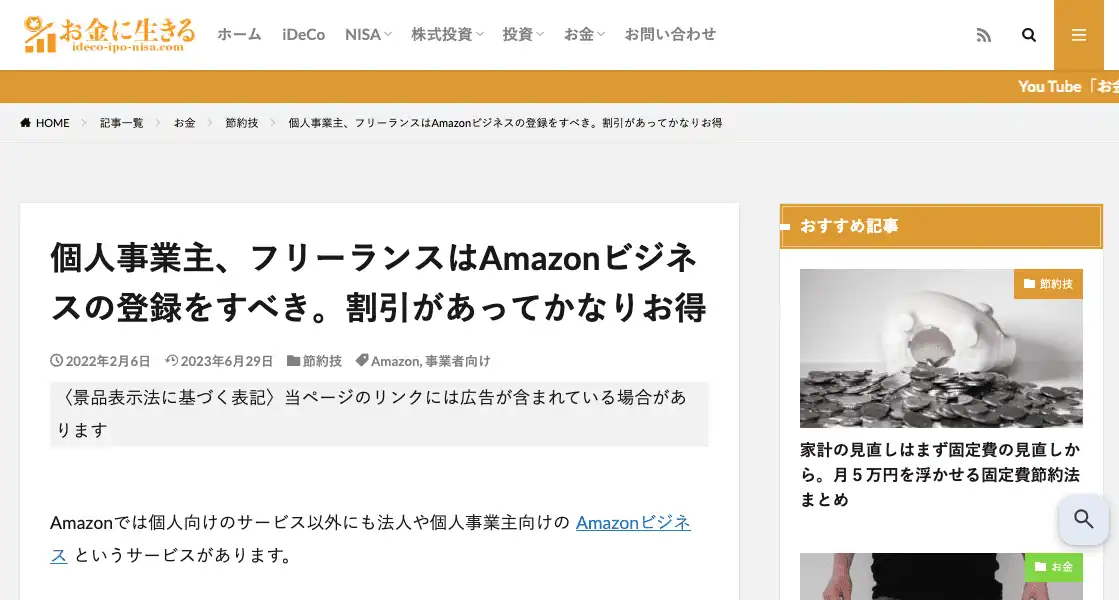 お金に生きる
ideco-ipo-nisa.com
ホーム iDeCo NISA 株式投資 投資 お金 お問い合わせ
You Tube「お金
HOME 記事一覧 お金 節約技 個人事業主、フリーランスはAmazonビジネスの登録をすべき。割引があってかなりお得
個人事業主、フリーランスはAmazonビジネ
スの登録をすべき。割引があってかなりお得
2022年2月6日 2023年6月29日 節約技 Amazon, 事業者向け
〈景品表示法に基づく表記〉当ページのリンクには広告が含まれている場合があ
ります
Amazonでは個人向けのサービス以外にも法人や個人事業主向けの Amazonビジネ
ス というサービスがあります。
おすすめ記事
節約技
家計の見直しはまず固定費の見直しか
ら。月５万円を浮かせる固定費節約法
まとめ
お金